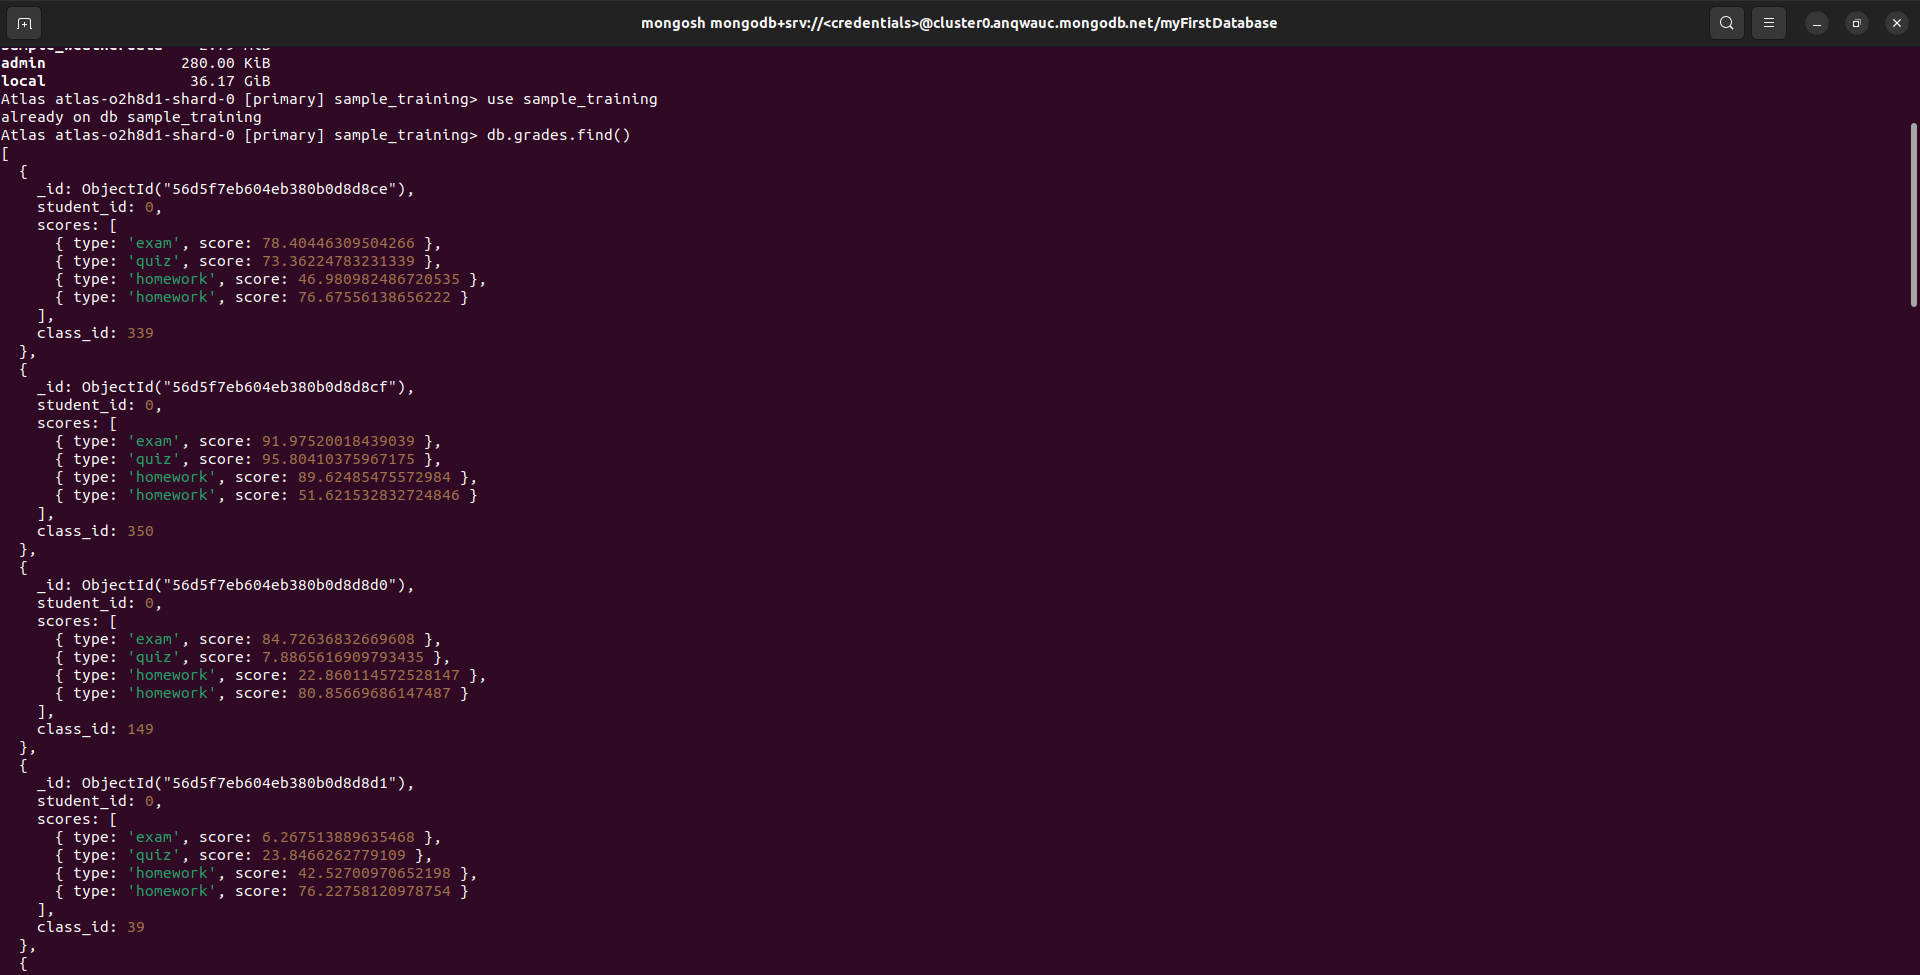 mongosh mongodb+srv://<credentials>@cluster0.anqwauc.mongodb.net/myFirstDatabase
admin 280.00 KiB
local 36.17 GiB
Atlas atlas-o2h8d1-shard-0 [primary] sample_training> use sample_training
already on db sample_training
Atlas atlas-o2h8d1-shard-0 [primary] sample_training> db.grades.find()
[
  {
    _id: ObjectId("56d5f7eb604eb380b0d8d8ce"),
    student_id: 0,
    scores: [
      { type: 'exam', score: 78.40446309504266 },
      { type: 'quiz', score: 73.36224783231339 },
      { type: 'homework', score: 46.980982486720535 },
      { type: 'homework', score: 76.67556138656222 }
    ],
    class_id: 339
  },
  {
    _id: ObjectId("56d5f7eb604eb380b0d8d8cf"),
    student_id: 0,
    scores: [
      { type: 'exam', score: 91.97520018439039 },
      { type: 'quiz', score: 95.80410375967175 },
      { type: 'homework', score: 89.62485475572984 },
      { type: 'homework', score: 51.621532832724846 }
    ],
    class_id: 350
  },
  {
    _id: ObjectId("56d5f7eb604eb380b0d8d8d0"),
    student_id: 0,
    scores: [
      { type: 'exam', score: 84.72636832669608 },
      { type: 'quiz', score: 7.8865616909793435 },
      { type: 'homework', score: 22.860114572528147 },
      { type: 'homework', score: 80.85669686147487 }
    ],
    class_id: 149
  },
  {
    _id: ObjectId("56d5f7eb604eb380b0d8d8d1"),
    student_id: 0,
    scores: [
      { type: 'exam', score: 6.267513889635468 },
      { type: 'quiz', score: 23.8466262779109 },
      { type: 'homework', score: 42.52700970652198 },
      { type: 'homework', score: 76.22758120978754 }
    ],
    class_id: 39
  },
  {